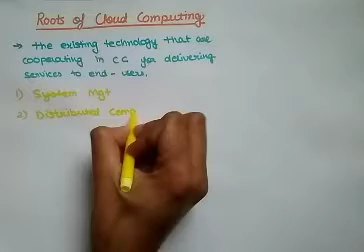 Roots of Cloud Computing
→ the existing technology that are
cooperating in CC for delivering
services to end-users.
1) System Mgt
2) Distributed Comp